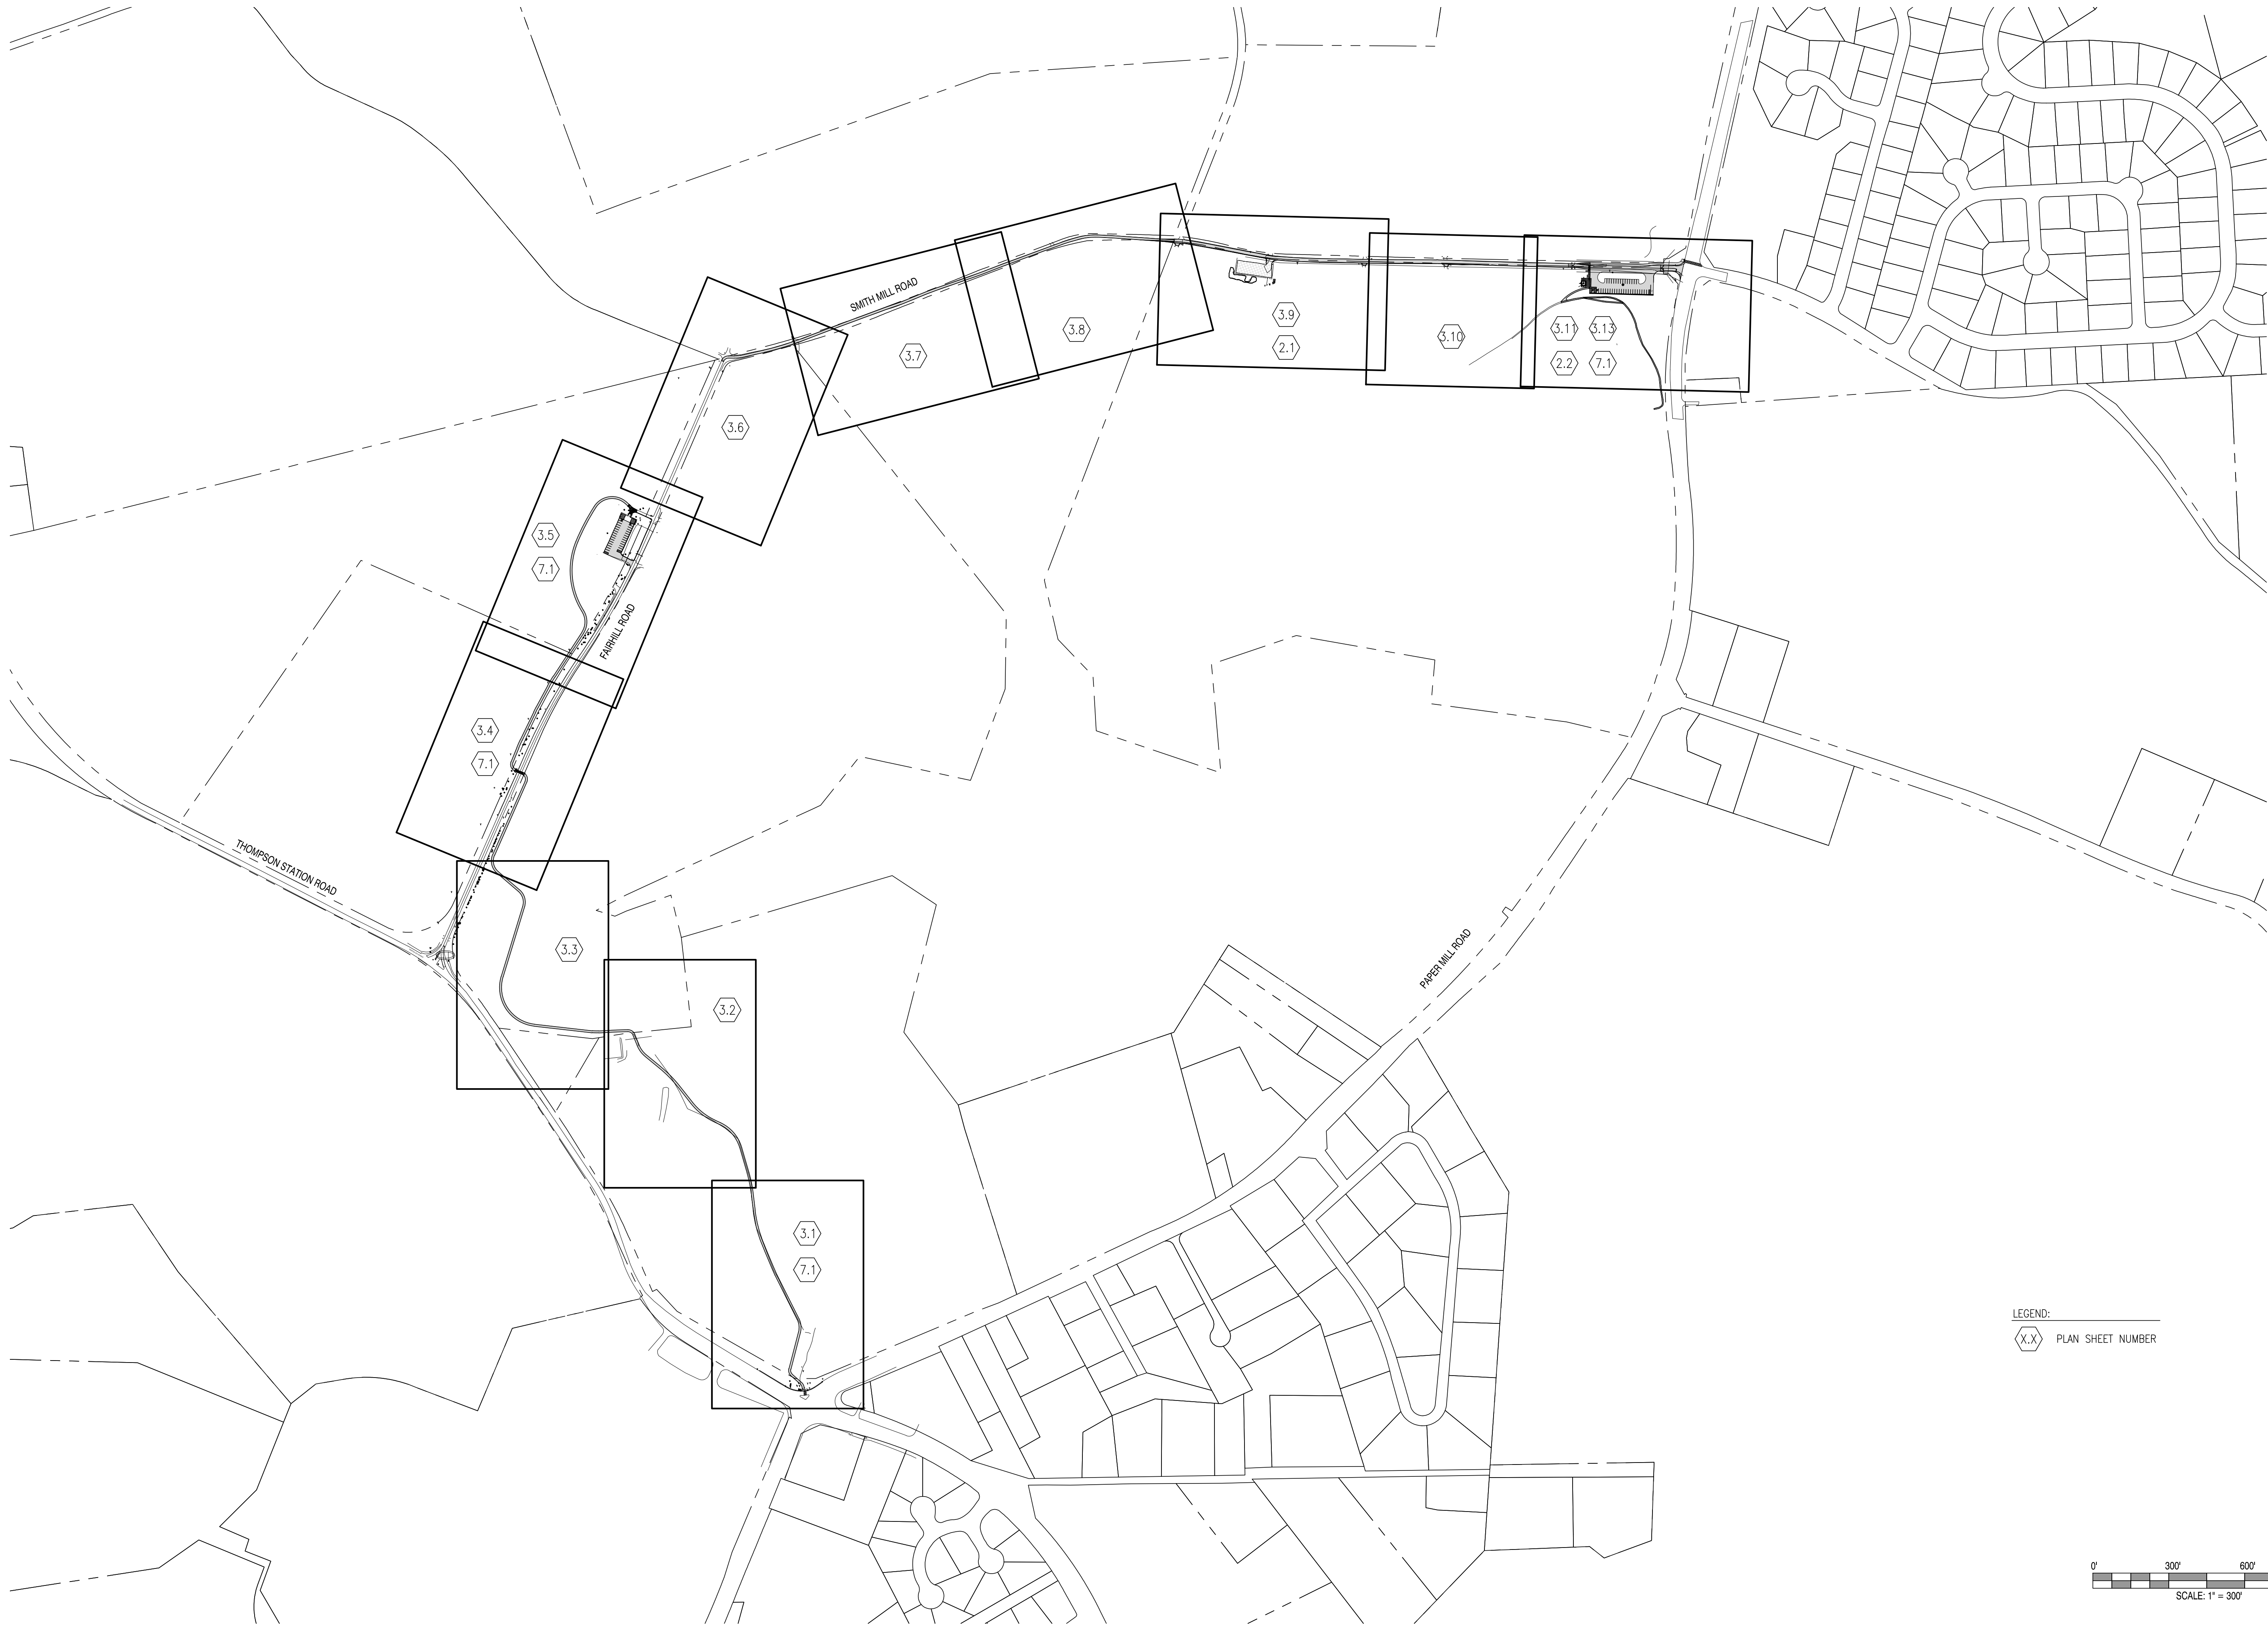 SMITH MILL ROAD
3.9
3.8
3.11 3.13
3.10
2.1
3.7
2.2 7.1
3.6
3.5
7.1
FAIRHILL ROAD
3.4
7.1
THOMPSON STATION ROAD
3.3
PAPER MILL ROAD
3.2
3.1
7.1
LEGEND:
X.X PLAN SHEET NUMBER
0' 300' 600'
SCALE: 1" = 300'